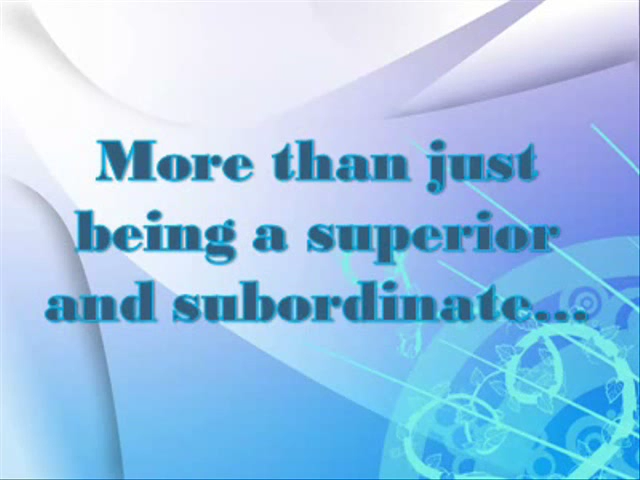 More than just
being a superior
and subordinate...